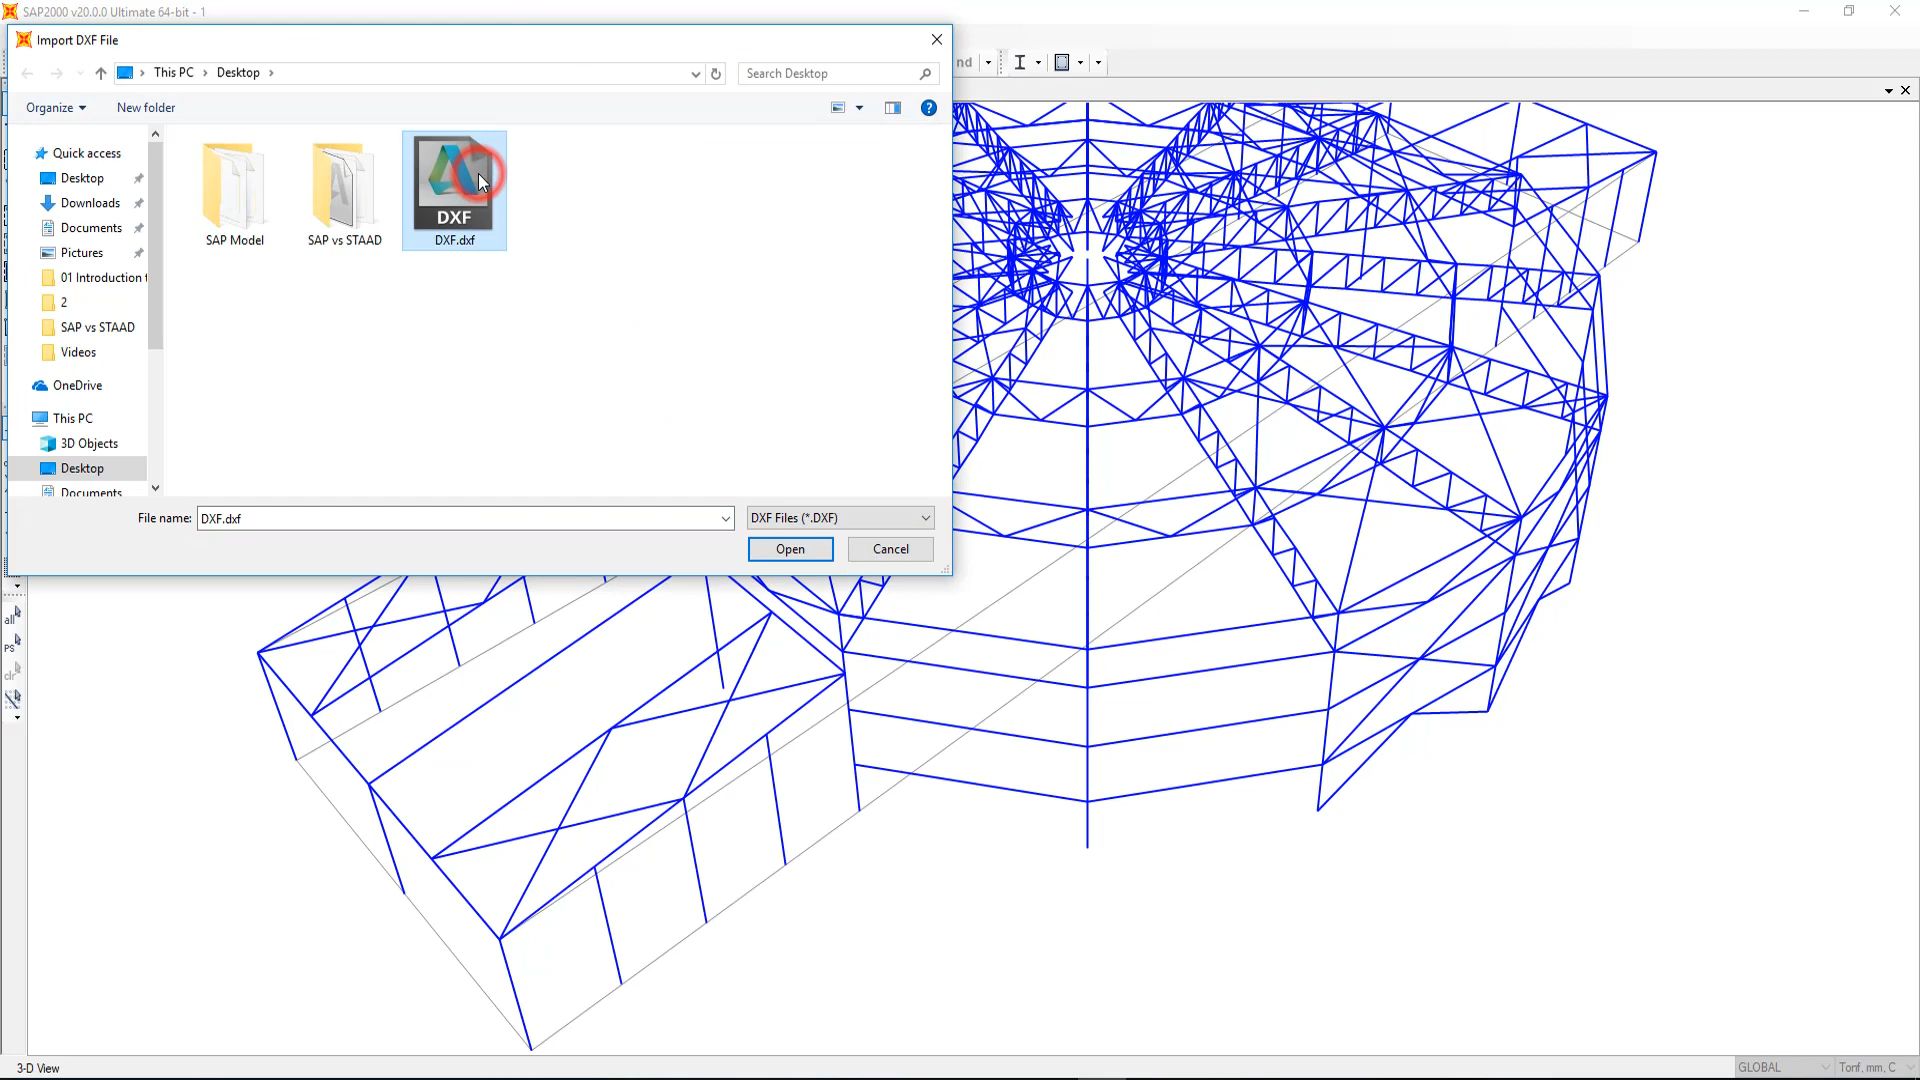 SAP2000 v20.0.0 Ultimate 64-bit - 1
Import DXF File
nd
This PC
Desktop
Search Desktop
Organize
New folder
Quick access
Desktop
Downloads
Documents
Pictures
01 Introduction t
2
SAP vs STAAD
Videos
OneDrive
This PC
3D Objects
Desktop
Documents
SAP Model
SAP vs STAAD
DXF
DXF.dxf
File name:
DXF.dxf
DXF Files (*.DXF)
Open
Cancel
all
PS
clr
3-D View
GLOBAL
Tonf, mm, C